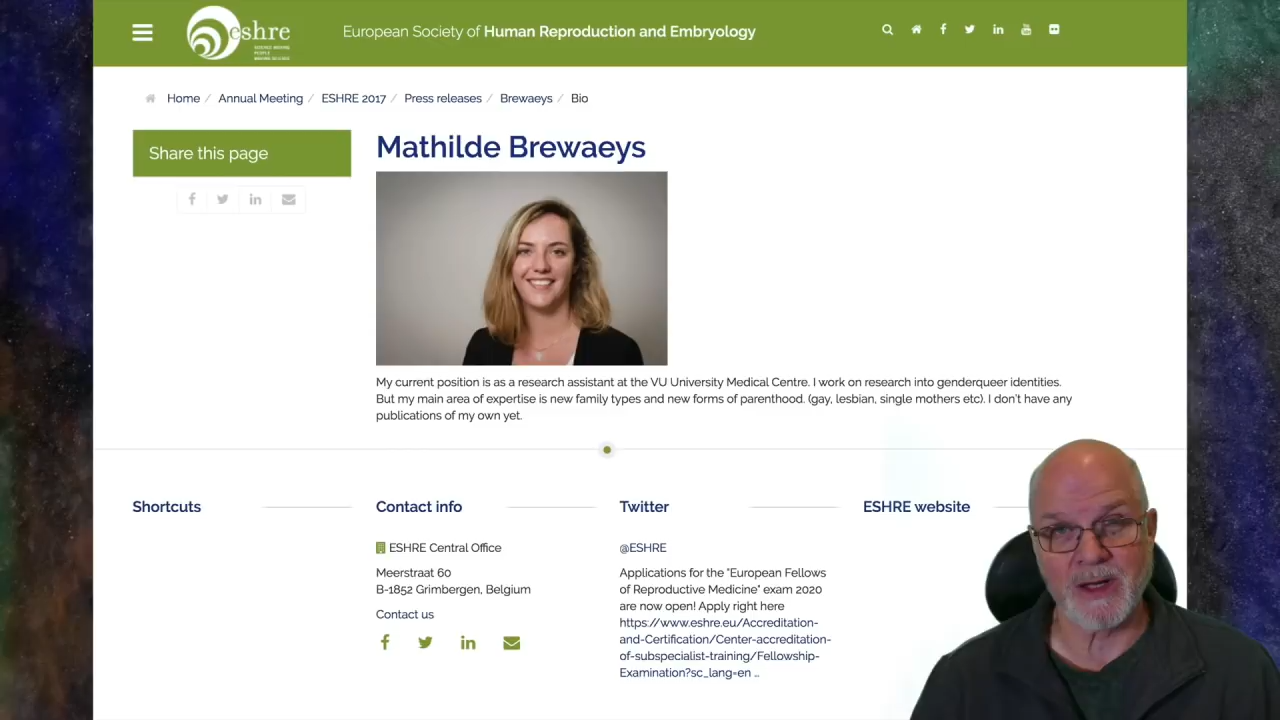 eshre
SCIENCE MOVING
PEOPLE
MOVING SCIENCE
European Society of Human Reproduction and Embryology
Home / Annual Meeting / ESHRE 2017 / Press releases / Brewaeys / Bio
Share this page
Mathilde Brewaeys
My current position is as a research assistant at the VU University Medical Centre. I work on research into genderqueer identities.
But my main area of expertise is new family types and new forms of parenthood. (gay, lesbian, single mothers etc). I don't have any
publications of my own yet.
Shortcuts
Contact info
ESHRE Central Office
Meerstraat 60
B-1852 Grimbergen, Belgium
Contact us
Twitter
@ESHRE
Applications for the "European Fellows
of Reproductive Medicine" exam 2020
are now open! Apply right here
https://www.eshre.eu/Accreditation-
and-Certification/Center-accreditation-
of-subspecialist-training/Fellowship-
Examination?sc_lang=en ...
ESHRE website